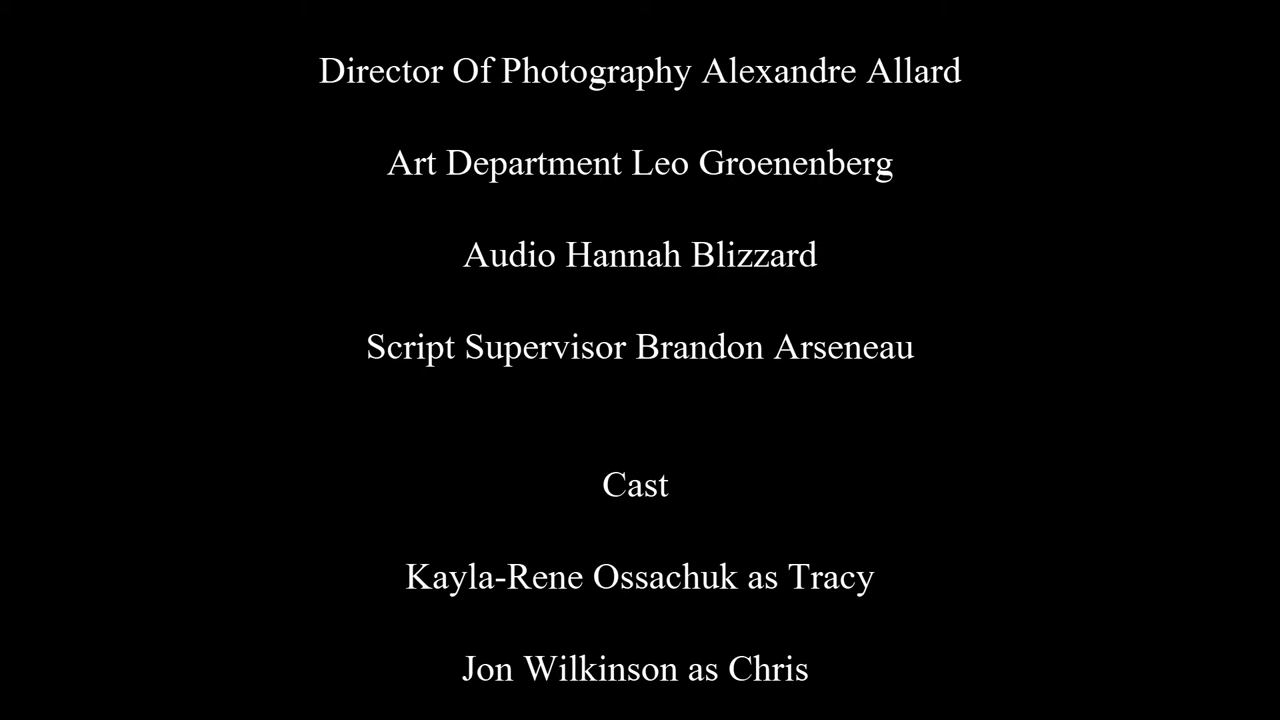 Director Of Photography Alexandre Allard
Art Department Leo Groenenberg
Audio Hannah Blizzard
Script Supervisor Brandon Arseneau
Cast
Kayla-Rene Ossachuk as Tracy
Jon Wilkinson as Chris